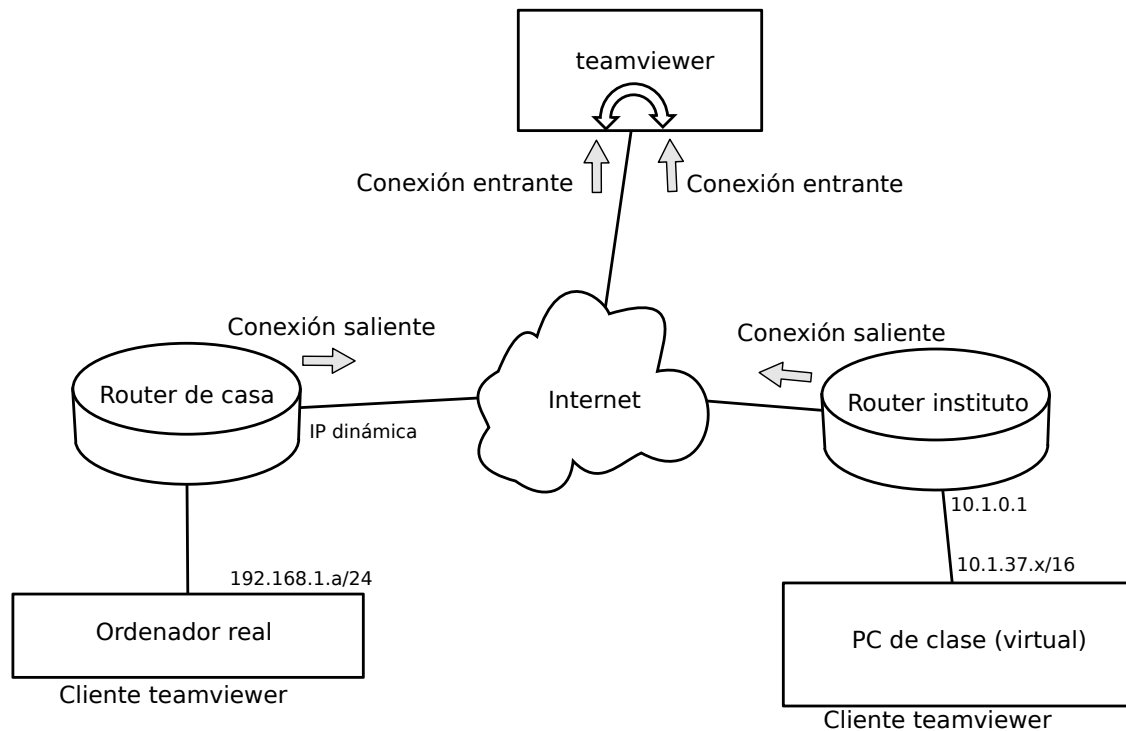 teamviewer
Conexión entrante
Conexión entrante
Conexión saliente
Conexión saliente
Router de casa
Internet
Router instituto
IP dinámica
10.1.0.1
192.168.1.a/24
10.1.37.x/16
Ordenador real
PC de clase (virtual)
Cliente teamviewer
Cliente teamviewer